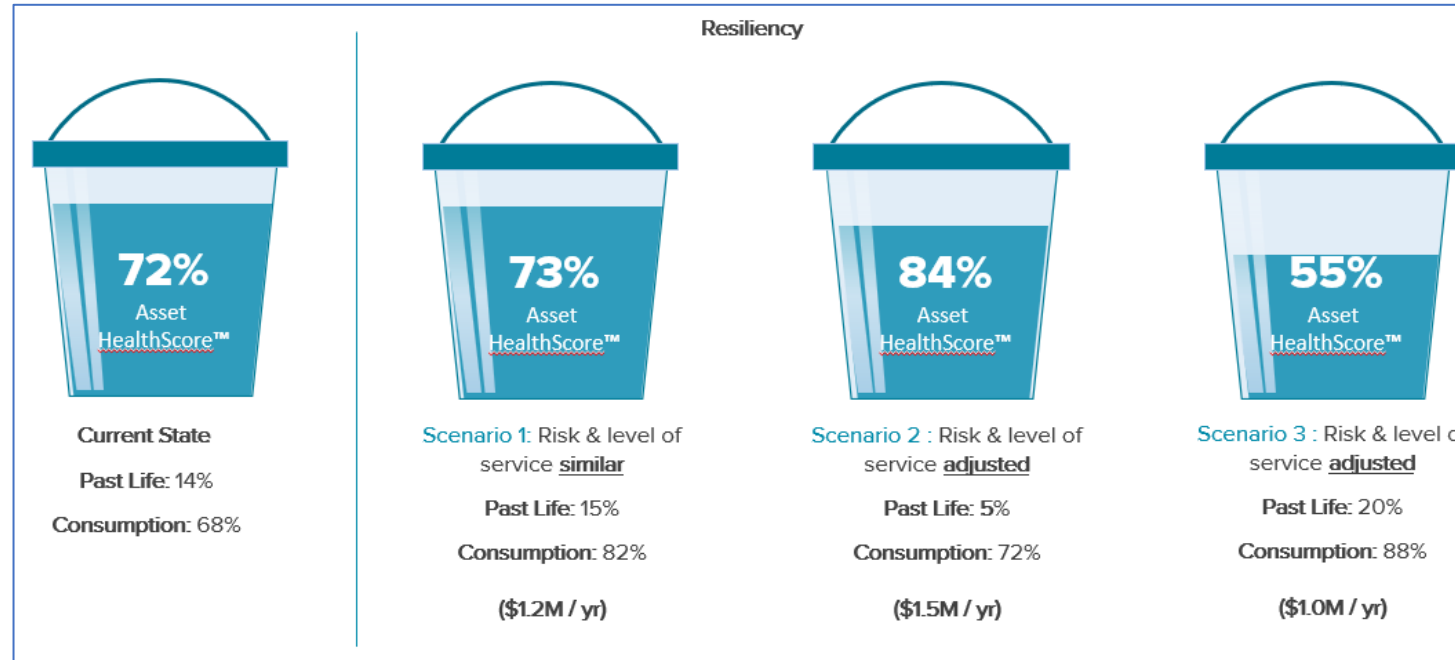 Resiliency
72%
Asset
HealthScore™
Current State
Past Life: 14%
Consumption: 68%
73%
Asset
HealthScore™
Scenario 1: Risk & level of
service similar
Past Life: 15%
Consumption: 82%
($1.2M / yr)
84%
Asset
HealthScore™
Scenario 2 : Risk & level of
service adjusted
Past Life: 5%
Consumption: 72%
($1.5M / yr)
55%
Asset
HealthScore™
Scenario 3 : Risk & level
service adjusted
Past Life: 20%
Consumption: 88%
($1.0M / yr)